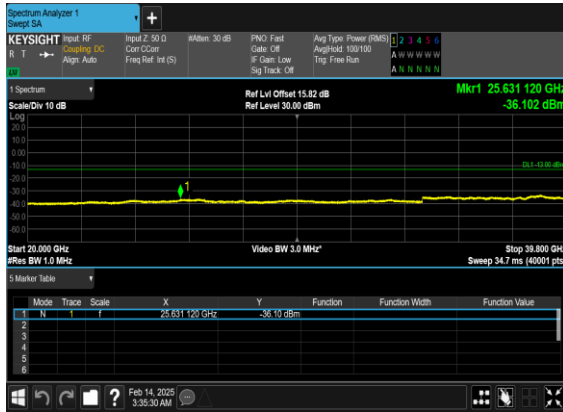 Spectrum Analyzer 1
Swept SA
+
KEYSIGHT
R T
LXI
Input: RF
Coupling: DC
Align: Auto
Input Z: 50 Ω
Corr CCorr
Freq Ref: Int (S)
#Atten: 30 dB
PNO: Fast
Gate: Off
IF Gain: Low
Sig Track: Off
Avg Type: Power (RMS)
Avg|Hold: 100/100
Trig: Free Run
1 2 3 4 5 6
A W W W W W
A N N N N N
1 Spectrum
Scale/Div 10 dB
Log
Ref Lvl Offset 15.82 dB
Ref Level 30.00 dBm
Mkr1 25.631 120 GHz
-36.102 dBm
20.0
10.0
0.00
-10.0
-20.0
-30.0
-40.0
-50.0
-60.0
DL1 -13.00 dBm
1
Start 20.000 GHz
#Res BW 1.0 MHz
Video BW 3.0 MHz*
Stop 39.800 GHz
Sweep 34.7 ms (40001 pts)
5 Marker Table
Mode Trace Scale X Y Function Function Width Function Value
1 N 1 f 25.631 120 GHz -36.10 dBm
2
3
4
5
6
?
Feb 14, 2025
3:35:30 AM